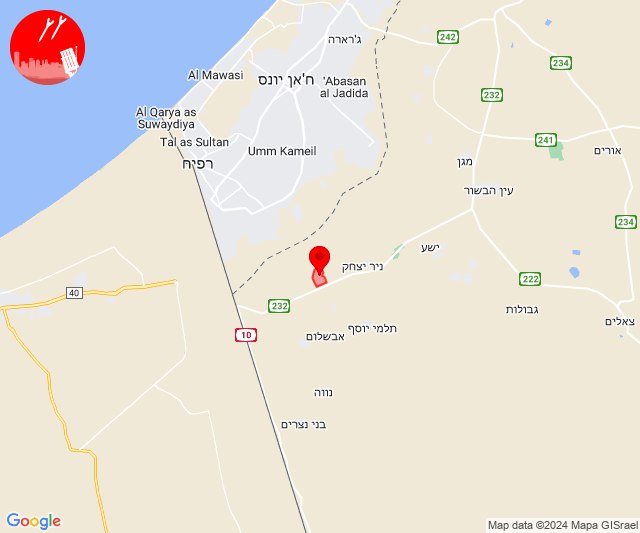 ג'רארה
242
234
Al Mawasi
ח'אן יונס
'Abasan
al Jadida
232
Al Qarya as
Suwaydiya
Tal as Sultan
241
Umm Kameil
אורים
רפיח
מגן
עין הבשור
234
ישע
ניר יצחק
222
40
232
גבולות
צאלים
תלמי יוסף
10
אבשלום
נווה
בני נצרים
Google
Map data ©2024 Mapa GISrael